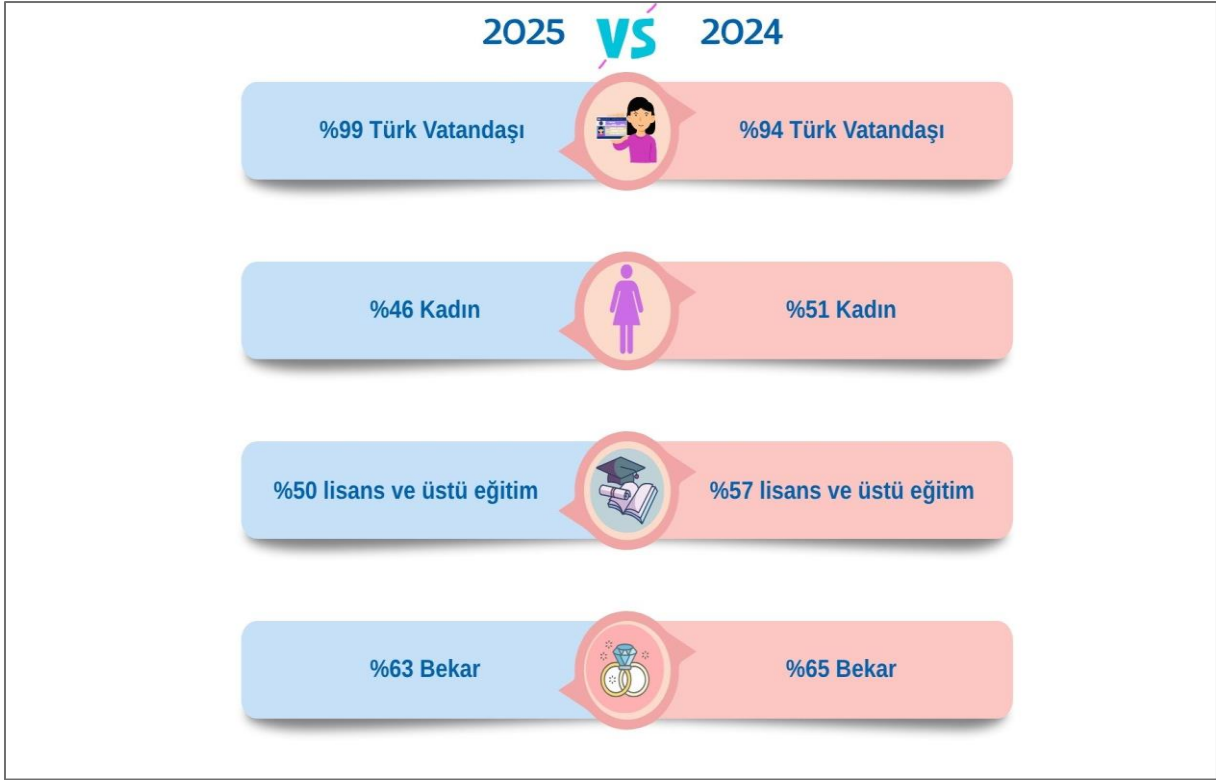 2025 VS 2024
%99 Türk Vatandaşı
%94 Türk Vatandaşı
%46 Kadın
%51 Kadın
%50 lisans ve üstü eğitim
%57 lisans ve üstü eğitim
%63 Bekar
%65 Bekar